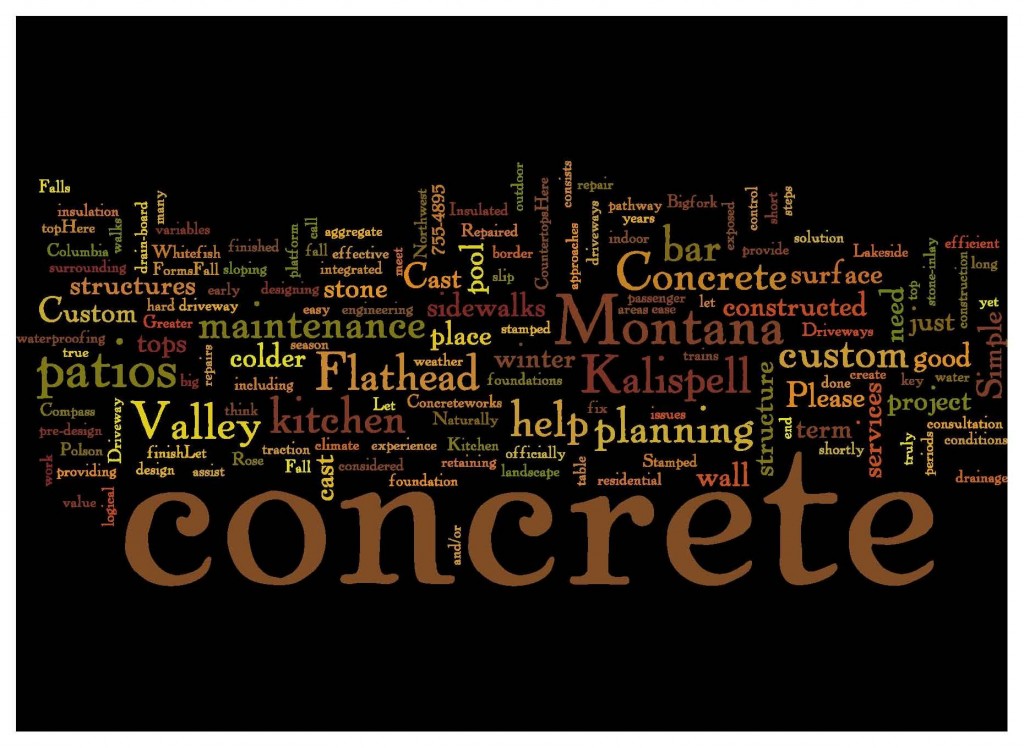 Falls
insulation
topHere
Columbia
walks
drain-board
many
variables
surrounding
Whitefish
FormsFall
finished
sloping
platform
call
fall
aggregate
effective
integrated
meet
Northwest
755-4895
Insulated
Repaired
pool
border
slip
outdoor
CountertopsHere
consists
approaches
repair
driveways
pathway
years
indoor
Bigfork
bar
exposed
control
short
steps
provide
solution
Lakeside
efficient
long
stone-inlay
construction
structures
early
designing
stone
Cast
Concrete
surface
top
yet
Custom
hard driveway
easy
engineering
sidewalks
passenger
areas ease
let
constructed
need
just
Simple
waterproofing
Greater
maintenance
place
stamped
Montana
Driveways
true
tops
repairs
colder
season
weather
winter
trains
custom
good
patios
big
including
Flathead
foundations
Kalispell
structure
Please
done
create
key
water
services
project
Compass
Driveway
Valley
think
kitchen
Let
Concreteworks
Naturally
help
fix
issues
planning
end
term
consultation
conditions
pre-design
Polson
finishLet
Rose
traction
climate
experience
Kitchen
officially
shortly
truly
periods
work
providing
design
assist
Fall
cast
considered
retaining
landscape
table
Stamped
wall
drainage
foundation
residential
value
logical
and/or
concrete